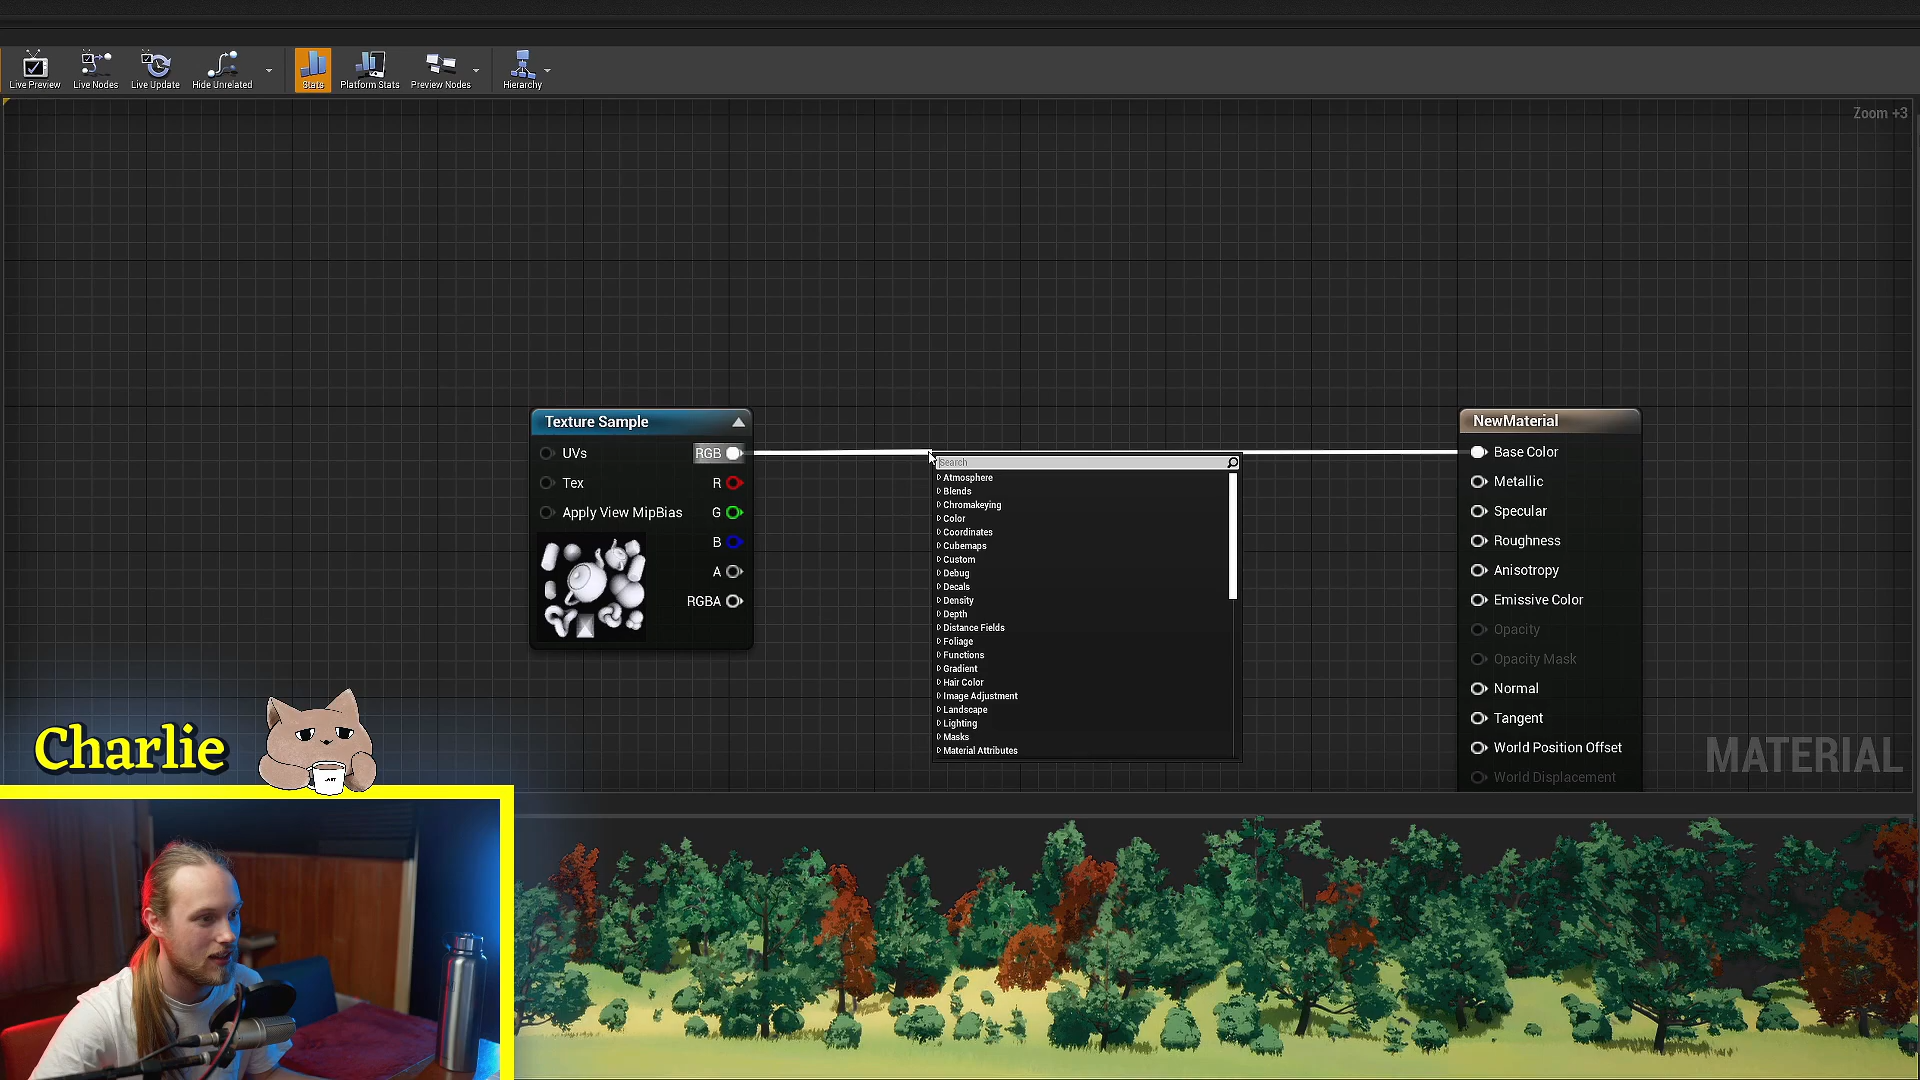 Live Preview
Live Nodes
Live Update
Hide Unrelated
Stats
Platform Stats
Preview Nodes
Hierarchy
Zoom +3
Texture Sample
UVs
RGB
Tex
R
Apply View MipBias
G
B
A
RGBA
Search
Atmosphere
Blends
Chromakeying
Color
Coordinates
Cubemaps
Custom
Debug
Decals
Density
Depth
Distance Fields
Foliage
Functions
Gradient
Hair Color
Image Adjustment
Landscape
Lighting
Masks
Material Attributes
NewMaterial
Base Color
Metallic
Specular
Roughness
Anisotropy
Emissive Color
Opacity
Opacity Mask
Normal
Tangent
World Position Offset
World Displacement
MATERIAL
Charlie